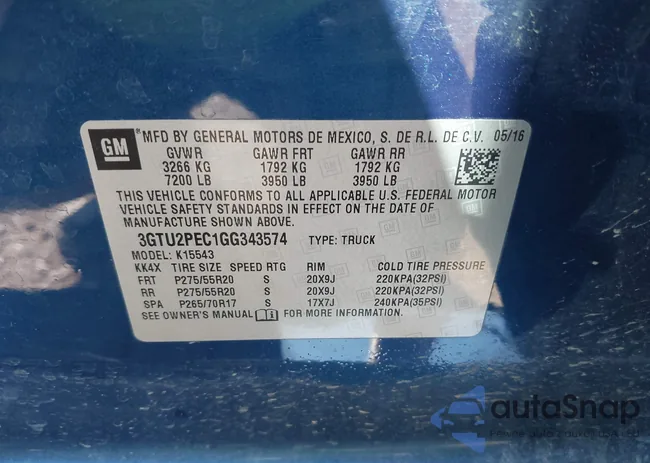 GM
MFD BY GENERAL MOTORS DE MEXICO, S. DE R.L. DE C.V. 05/16
GVWR GAWR FRT GAWR RR
3266 KG 1792 KG 1792 KG
7200 LB 3950 LB 3950 LB
THIS VEHICLE CONFORMS TO ALL APPLICABLE U.S. FEDERAL MOTOR
VEHICLE SAFETY STANDARDS IN EFFECT ON THE DATE OF
MANUFACTURE SHOWN ABOVE.
3GTU2PEC1GG343574 TYPE: TRUCK
MODEL: K15543
KK4X TIRE SIZE SPEED RTG RIM COLD TIRE PRESSURE
FRT P275/55R20 S 20X9J 220KPA(32PSI)
RR P275/55R20 S 20X9J 220KPA(32PSI)
SPA P265/70R17 S 17X7J 240KPA(35PSI)
SEE OWNER'S MANUAL FOR MORE INFORMATION.
autaSnap